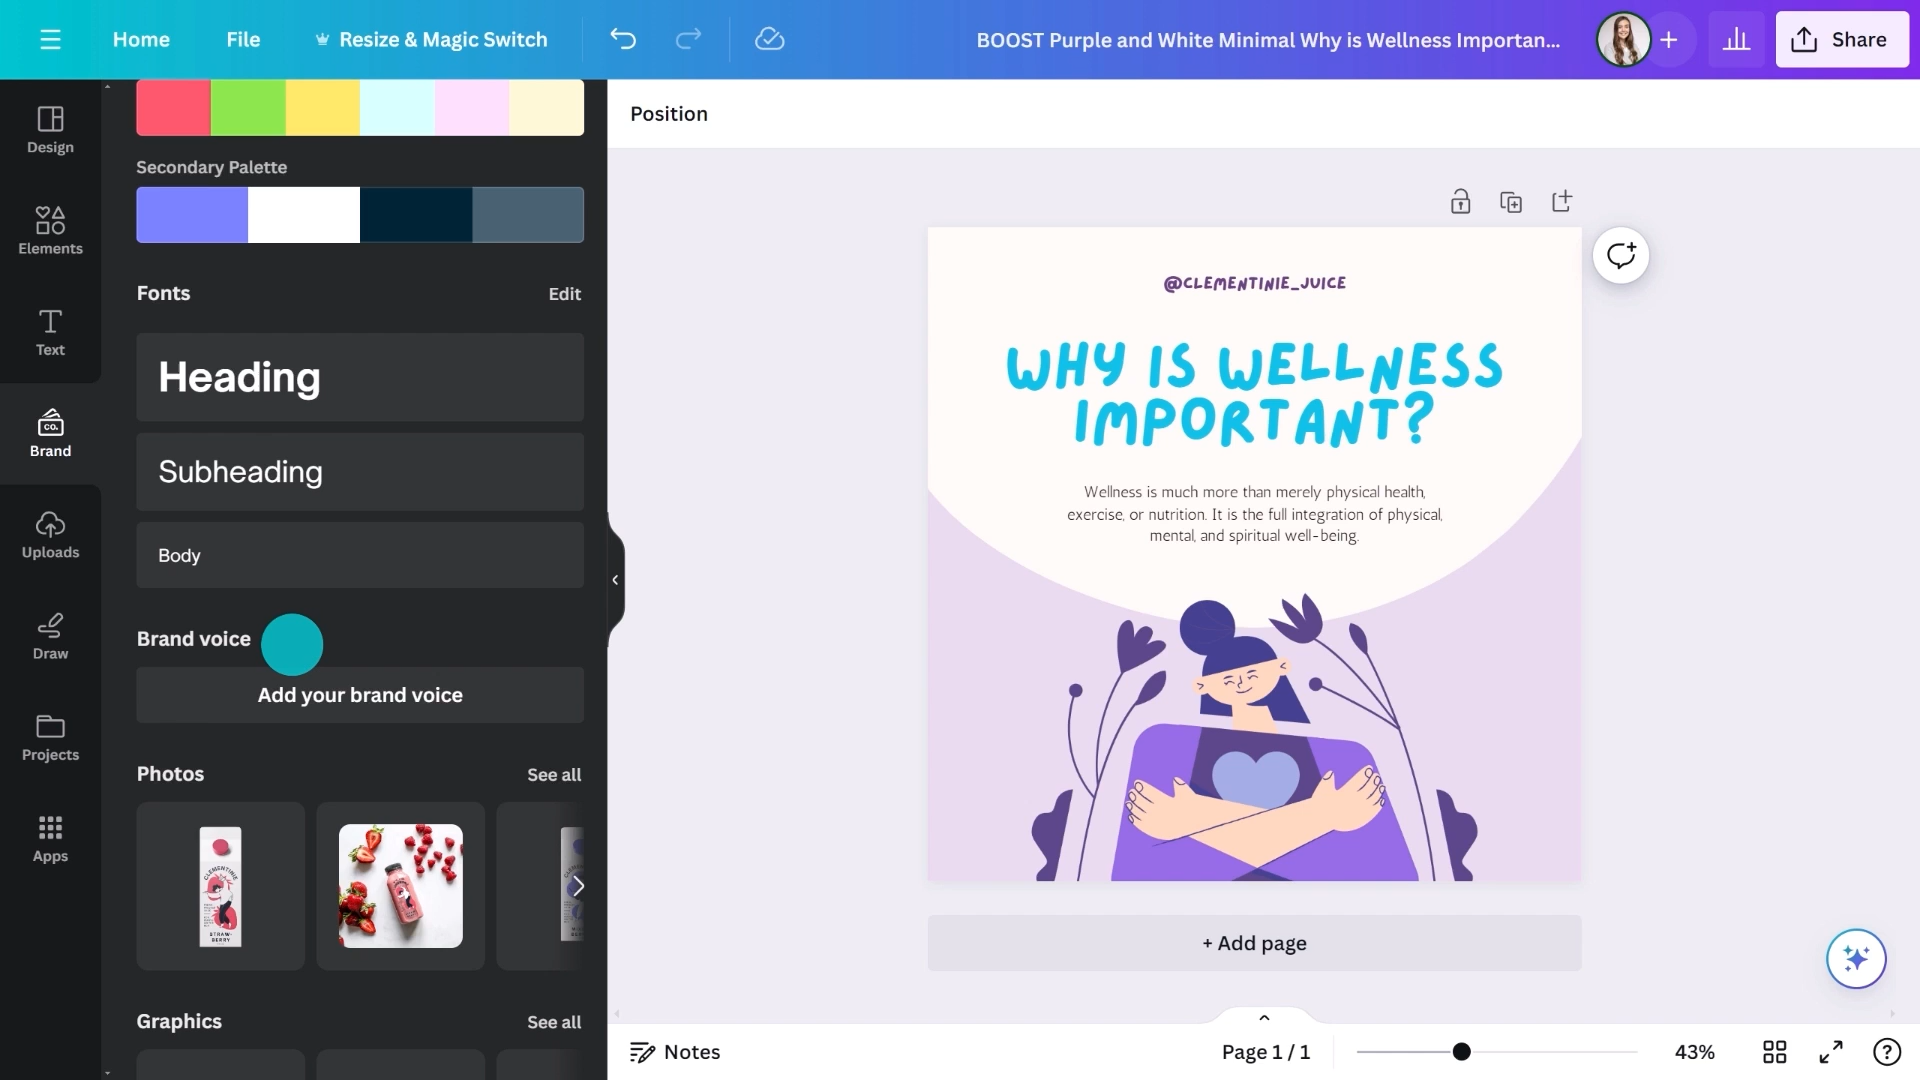 Home
File
Resize & Magic Switch
BOOST Purple and White Minimal Why is Wellness Importan...
Share
Design
Elements
Text
Brand
Uploads
Draw
Projects
Apps
Secondary Palette
Fonts
Edit
Heading
Subheading
Body
Brand voice
Add your brand voice
Photos
See all
CLEMENTINE
STRAW-
BERRY
Graphics
See all
Position
@CLEMENTINIE_JUICE
WHY IS WELLNESS
IMPORTANT?
Wellness is much more than merely physical health,
exercise, or nutrition. It is the full integration of physical,
mental, and spiritual well-being.
+ Add page
Notes
Page 1 / 1
43%